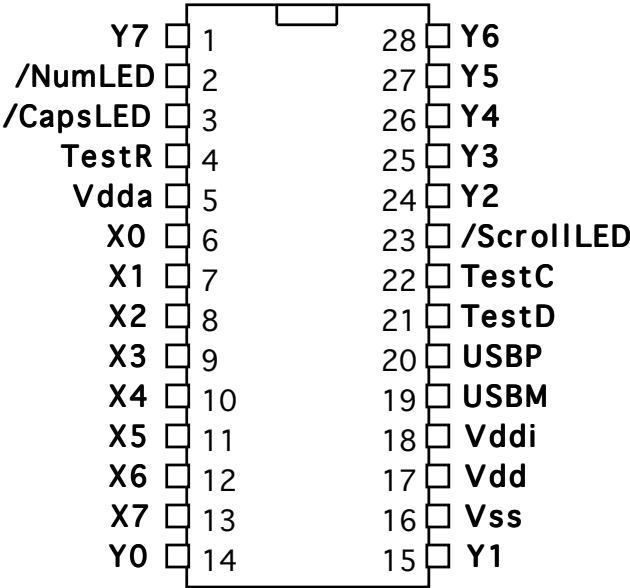 Y7 1 28 Y6
/NumLED 2 27 Y5
/CapsLED 3 26 Y4
TestR 4 25 Y3
Vdda 5 24 Y2
X0 6 23 /ScrollLED
X1 7 22 TestC
X2 8 21 TestD
X3 9 20 USBP
X4 10 19 USBM
X5 11 18 Vddi
X6 12 17 Vdd
X7 13 16 Vss
Y0 14 15 Y1